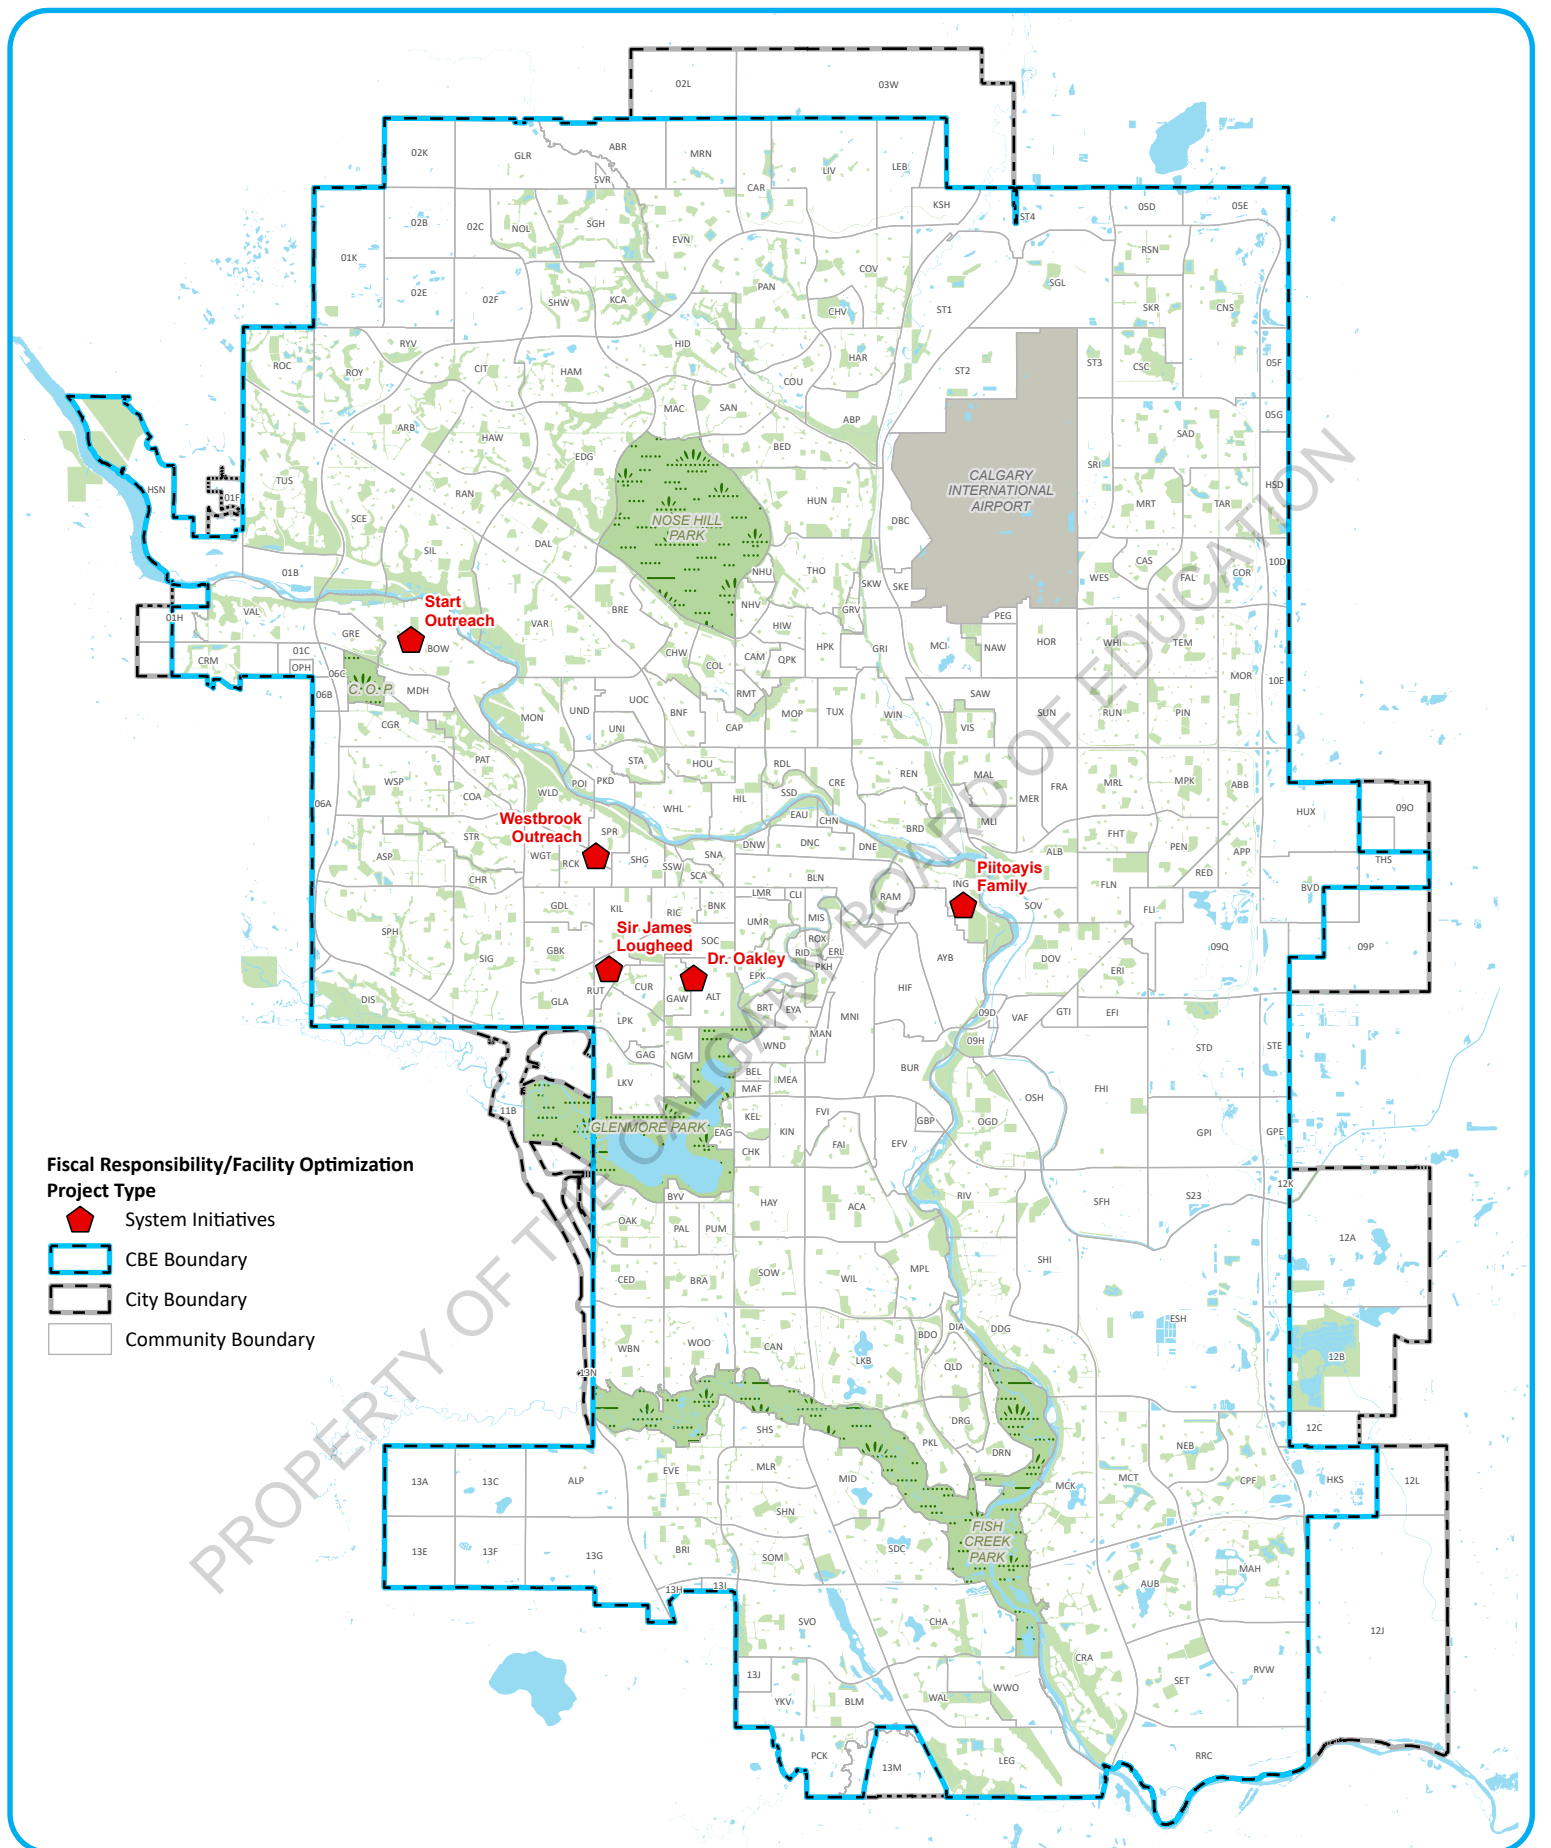 02L
03W
02K
GLR
ABR
MRN
SVR
CAR
LIV
LEB
KSH
ST4
05D
05E
02B
02C
NOL
SGH
EVN
RSN
01K
COV
02E
02F
SHW
KCA
PAN
CHV
ST1
SGL
SKR
CNS
RYV
HID
HAR
ROC
ROY
CIT
HAM
COU
ST2
ST3
CSC
05F
MAC
SAN
ABP
05G
ARB
HAW
BED
SAD
EDG
SRI
CALGARY
INTERNATIONAL
AIRPORT
TUS
HSN
01F
RAN
HUN
HSD
MRT
TAR
SCE
NOSE HILL
PARK
DBC
SIL
DAL
01B
NHU
THO
SKW
SKE
WES
CAS
FAL
COR
10D
Start
Outreach
VAL
01H
BRE
NHV
GRV
VAR
HIW
PEG
GRE
BOW
CHW
COL
CAM
QPK
HPK
GRI
MCI
NAW
HOR
WHI
TEM
01C
CRM
OPH
06C
06B
C. O. P.
MDH
RMT
MOR
10E
UOC
SAW
MON
UND
BNF
MOP
TUX
WIN
SUN
RUN
PIN
CGR
UNI
CAP
VIS
PAT
STA
HOU
RDL
WSP
POI
PKD
CRE
REN
MAL
FRA
MRL
MPK
ABB
COA
WLD
SSD
HIL
MER
06A
WHL
EAU
CHN
HUX
09O
Westbrook
Outreach
STR
SPR
DNW
DNC
DNE
BRD
MLI
FHT
PEN
ASP
WGT
RCK
SHG
SSW
SNA
ALB
APP
THS
CHR
SCA
BLN
Piitoayis
Family
ING
FLN
RED
BVD
LMR
CLI
RAM
GDL
KIL
RIC
BNK
SOV
FLI
UMR
MIS
SPH
Sir James
Lougheed
SOC
ROX
GBK
RID
ERL
09Q
09P
SIG
Dr. Oakley
AYB
DOV
PKH
ERI
EPK
RUT
CUR
HIF
DIS
GLA
GAW
ALT
BRT
EYA
MNI
09D
VAF
GTI
EFI
LPK
MAN
09H
GAG
NGM
WND
STD
STE
BUR
LKV
BEL
MEA
MAF
FHI
OSH
11B
GLENMORE PARK
KEL
FVI
GBP
OGD
EAG
KIN
FAI
EFV
GPI
GPE
CHK
Fiscal Responsibility/Facility Optimization
Project Type
System Initiatives
CBE Boundary
City Boundary
Community Boundary
BYV
HAY
ACA
RIV
SFH
S23
12K
OAK
PAL
PUM
12A
SHI
CED
BRA
SOW
WIL
MPL
ESH
DIA
DDG
BDO
WBN
WOO
CAN
LKB
QLD
12B
13N
DRG
12C
SHS
PKL
DRN
NEB
13A
13C
ALP
EVE
MLR
MID
MCK
MCT
CPF
HKS
12L
SHN
FISH
CREEK
PARK
13E
13F
13G
BRI
SOM
SDC
MAH
13H
13I
AUB
SVO
CHA
12J
CRA
13J
SET
RVW
YKV
BLM
WAL
WWO
PCK
13M
LEG
RRC
PROPERTY OF THE CALGARY BOARD OF EDUCATION